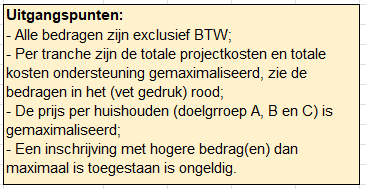 Uitgangspunten:
- Alle bedragen zijn exclusief BTW;
- Per tranche zijn de totale projectkosten en totale
kosten ondersteuning gemaximaliseerd, zie de
bedragen in het (vet gedruk) rood;
- De prijs per huishouden (doelgrroep A, B en C) is
gemaximaliseerd;
- Een inschrijving met hogere bedrag(en) dan
maximaal is toegestaan is ongeldig.